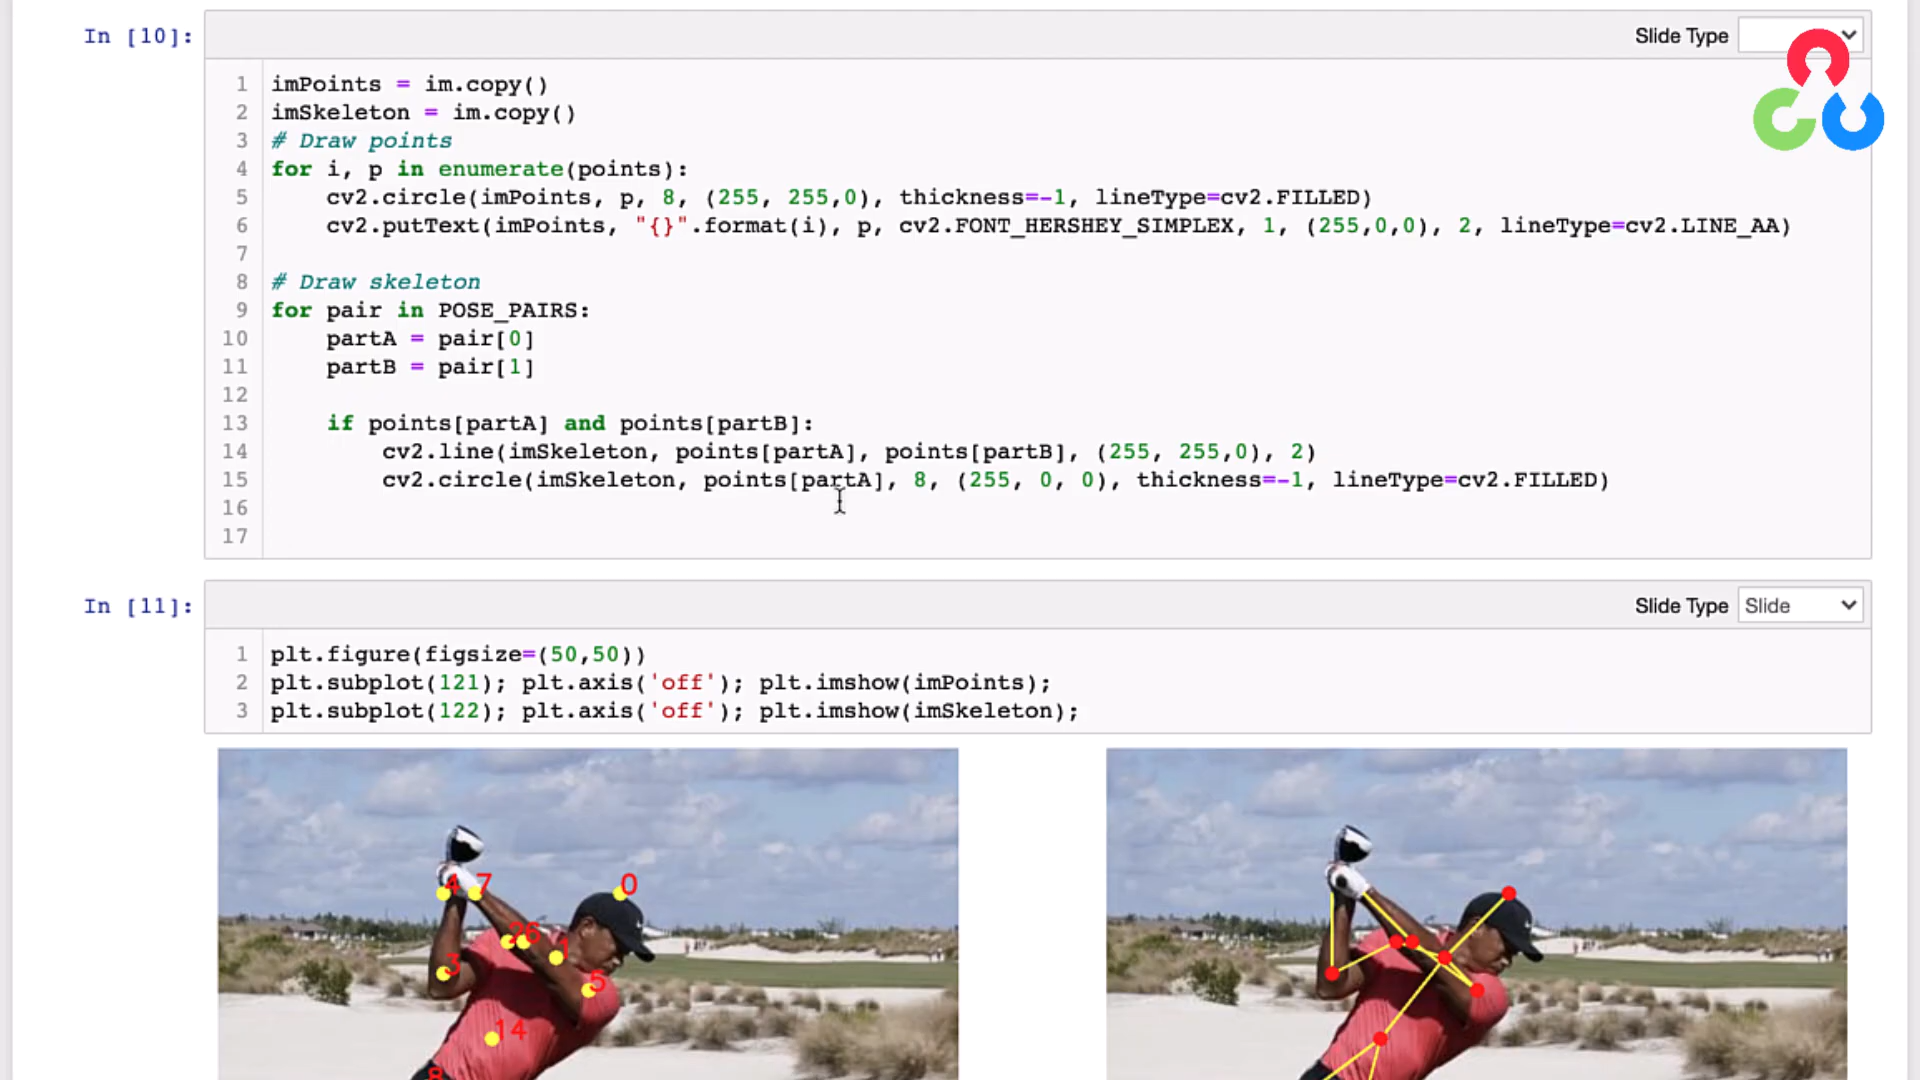 In [10]:
Slide Type
1 imPoints = im.copy()
2 imSkeleton = im.copy()
3 # Draw points
4 for i, p in enumerate(points):
5     cv2.circle(imPoints, p, 8, (255, 255,0), thickness=-1, lineType=cv2.FILLED)
6     cv2.putText(imPoints, "{}".format(i), p, cv2.FONT_HERSHEY_SIMPLEX, 1, (255,0,0), 2, lineType=cv2.LINE_AA)
7
8 # Draw skeleton
9 for pair in POSE_PAIRS:
10     partA = pair[0]
11     partB = pair[1]
12
13     if points[partA] and points[partB]:
14         cv2.line(imSkeleton, points[partA], points[partB], (255, 255,0), 2)
15         cv2.circle(imSkeleton, points[partA], 8, (255, 0, 0), thickness=-1, lineType=cv2.FILLED)
16
17
In [11]:
Slide Type Slide
1 plt.figure(figsize=(50,50))
2 plt.subplot(121); plt.axis('off'); plt.imshow(imPoints);
3 plt.subplot(122); plt.axis('off'); plt.imshow(imSkeleton);
4 7 0
2 6 1
3 5
14
8